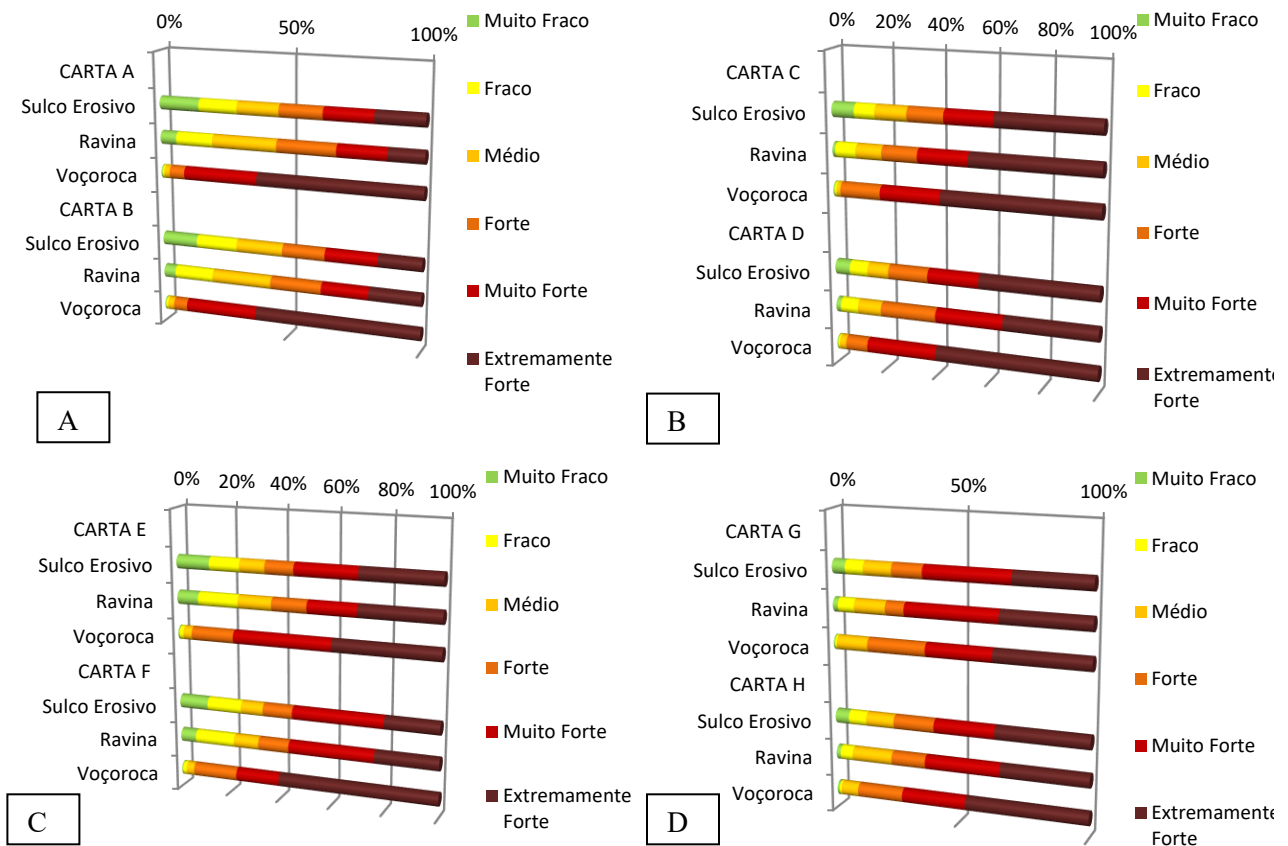 0% 50% 100%
CARTA A
Sulco Erosivo
Ravina
Voçoroca
CARTA B
Sulco Erosivo
Ravina
Voçoroca
Muito Fraco
Fraco
Médio
Forte
Muito Forte
Extremamente
Forte
A
0% 20% 40% 60% 80% 100%
CARTA C
Sulco Erosivo
Ravina
Voçoroca
CARTA D
Sulco Erosivo
Ravina
Voçoroca
Muito Fraco
Fraco
Médio
Forte
Muito Forte
Extremamente
Forte
B
0% 20% 40% 60% 80% 100%
CARTA E
Sulco Erosivo
Ravina
Voçoroca
CARTA F
Sulco Erosivo
Ravina
Voçoroca
Muito Fraco
Fraco
Médio
Forte
Muito Forte
Extremamente
Forte
C
0% 50% 100%
CARTA G
Sulco Erosivo
Ravina
Voçoroca
CARTA H
Sulco Erosivo
Ravina
Voçoroca
Muito Fraco
Fraco
Médio
Forte
Muito Forte
Extremamente
Forte
D